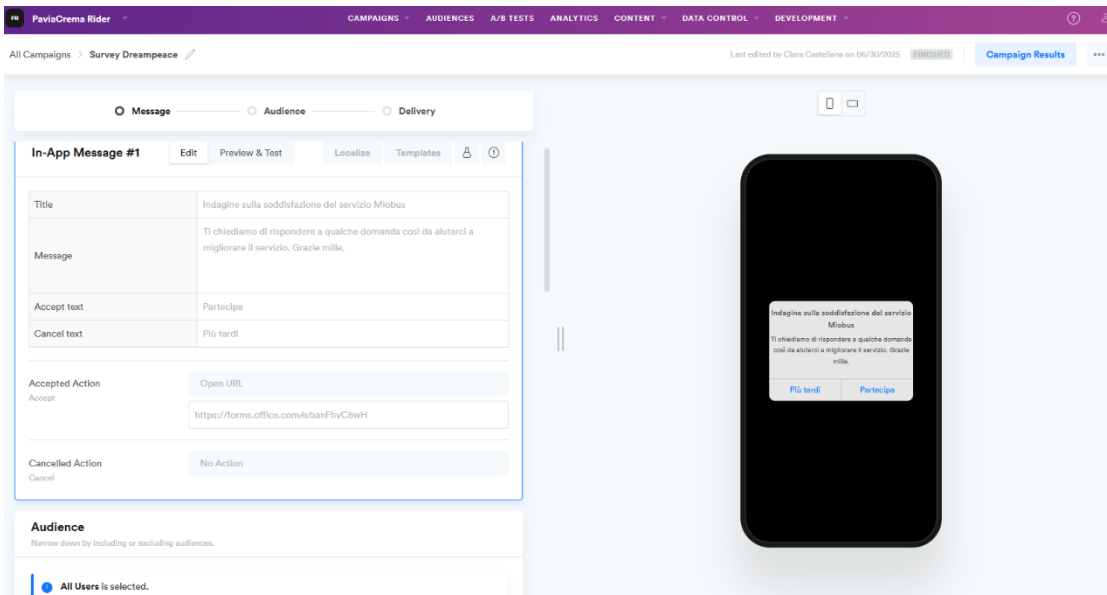 PR PaviaCrema Rider CAMPAIGNS AUDIENCES A/B TESTS ANALYTICS CONTENT DATA CONTROL DEVELOPMENT ?
All Campaigns > Survey Dreampeace Last edited by Clara Castellana on 06/30/2025 FINISHED Campaign Results
Message Audience Delivery
In-App Message #1 Edit Preview & Test Localize Templates
Title Indagine sulla soddisfazione del servizio Miobus
Message Ti chiediamo di rispondere a qualche domanda così da aiutarci a
migliorare il servizio. Grazie mille.
Accept text Partecipa
Cancel text Più tardi
Accepted Action Open URL
Accept
https://forms.office.com/e/aanFhvC6wH
Cancelled Action No Action
Cancel
Audience
Narrow down by including or excluding audiences.
All Users is selected.
Indagine sulla soddisfazione del servizio
Miobus
Ti chiediamo di rispondere a qualche domanda
così da aiutarci a migliorare il servizio. Grazie
mille.
Più tardi Partecipa